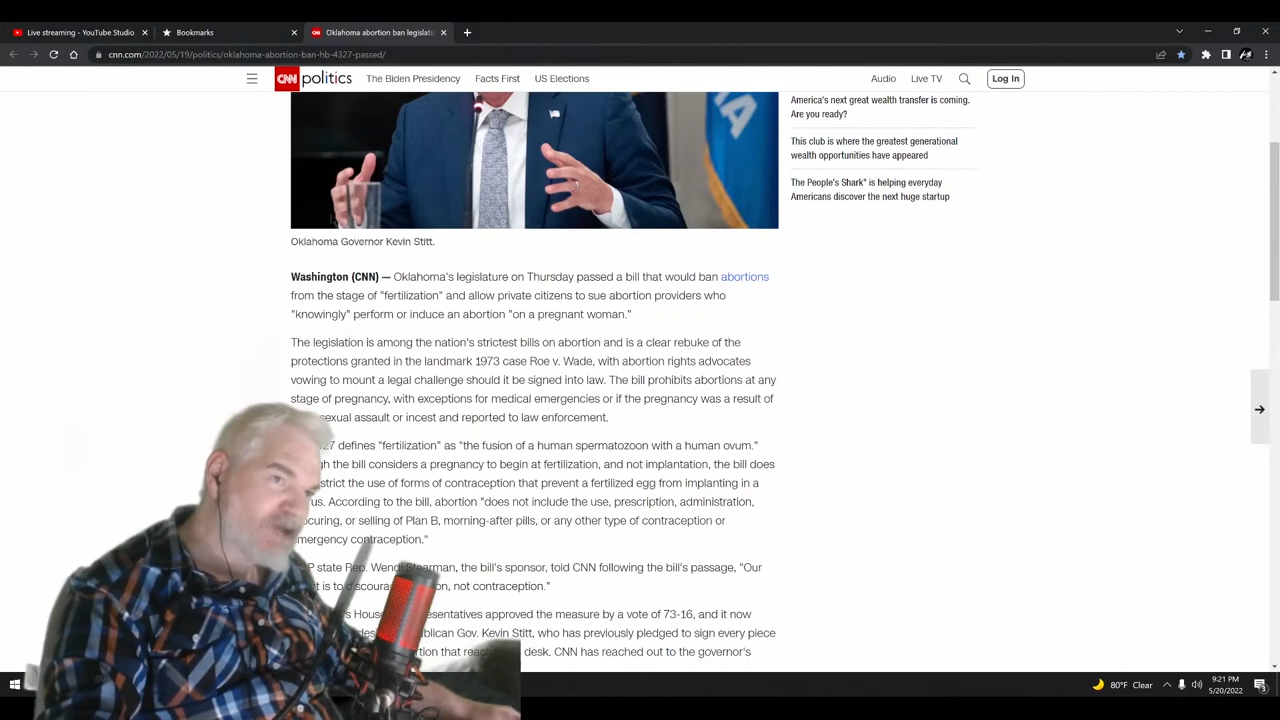 Live streaming - YouTube Studio
Bookmarks
CNN Oklahoma abortion ban legislatic
cnn.com/2022/05/19/politics/oklahoma-abortion-ban-hb-4327-passed/
CNN politics The Biden Presidency Facts First US Elections Audio Live TV Log In
America's next great wealth transfer is coming.
Are you ready?
This club is where the greatest generational
wealth opportunities have appeared
The People's Shark" is helping everyday
Americans discover the next huge startup
Oklahoma Governor Kevin Stitt.
Washington (CNN) — Oklahoma's legislature on Thursday passed a bill that would ban abortions
from the stage of "fertilization" and allow private citizens to sue abortion providers who
"knowingly" perform or induce an abortion "on a pregnant woman."
The legislation is among the nation's strictest bills on abortion and is a clear rebuke of the
protections granted in the landmark 1973 case Roe v. Wade, with abortion rights advocates
vowing to mount a legal challenge should it be signed into law. The bill prohibits abortions at any
stage of pregnancy, with exceptions for medical emergencies or if the pregnancy was a result of
sexual assault or incest and reported to law enforcement.
defines "fertilization" as "the fusion of a human spermatozoon with a human ovum."
the bill considers a pregnancy to begin at fertilization, and not implantation, the bill does
the use of forms of contraception that prevent a fertilized egg from implanting in a
According to the bill, abortion "does not include the use, prescription, administration,
or selling of Plan B, morning-after pills, or any other type of contraception or
mergency contraception."
state Rep. Wendi Stearman, the bill's sponsor, told CNN following the bill's passage, "Our
is to not contraception."
approved the measure by a vote of 73-16, and it now
Gov. Kevin Stitt, who has previously pledged to sign every piece
that desk. CNN has reached out to the governor's
80°F Clear
9:21 PM
5/20/2022
3